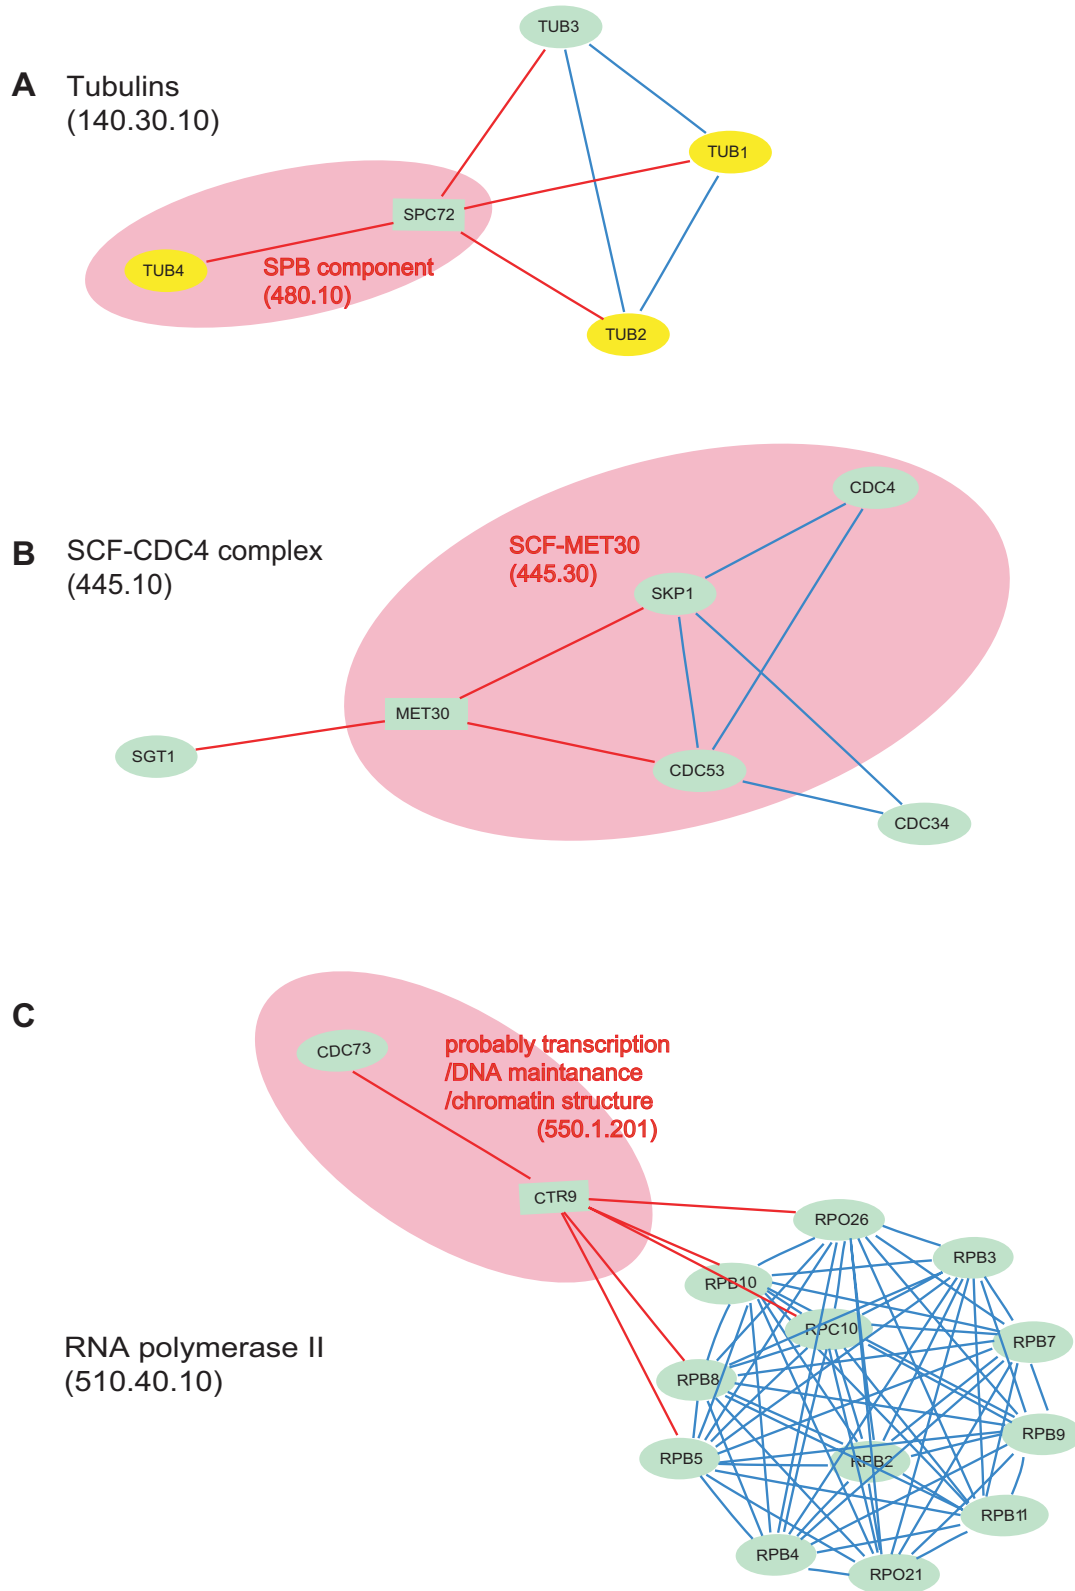 TUB3
A Tubulins
(140.30.10)
TUB1
SPC72
TUB4
SPB component
(480.10)
TUB2
CDC4
B SCF-CDC4 complex
(445.10)
SCF-MET30
(445.30)
SKP1
MET30
SGT1
CDC53
CDC34
C
CDC73
probably transcription
/DNA maintanance
/chromatin structure
(550.1.201)
CTR9
RPO26
RPB3
RPB10
RPC10
RPB7
RNA polymerase II
(510.40.10)
RPB8
RPB9
RPB5
RPB2
RPB11
RPB4
RPO21